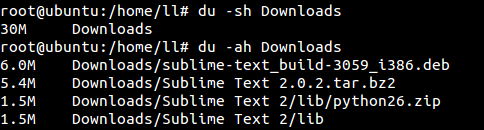 root@ubuntu:/home/ll# du -sh Downloads
30M     Downloads
root@ubuntu:/home/ll# du -ah Downloads
6.0M    Downloads/sublime-text_build-3059_i386.deb
5.4M    Downloads/Sublime Text 2.0.2.tar.bz2
1.5M    Downloads/Sublime Text 2/lib/python26.zip
1.5M    Downloads/Sublime Text 2/lib